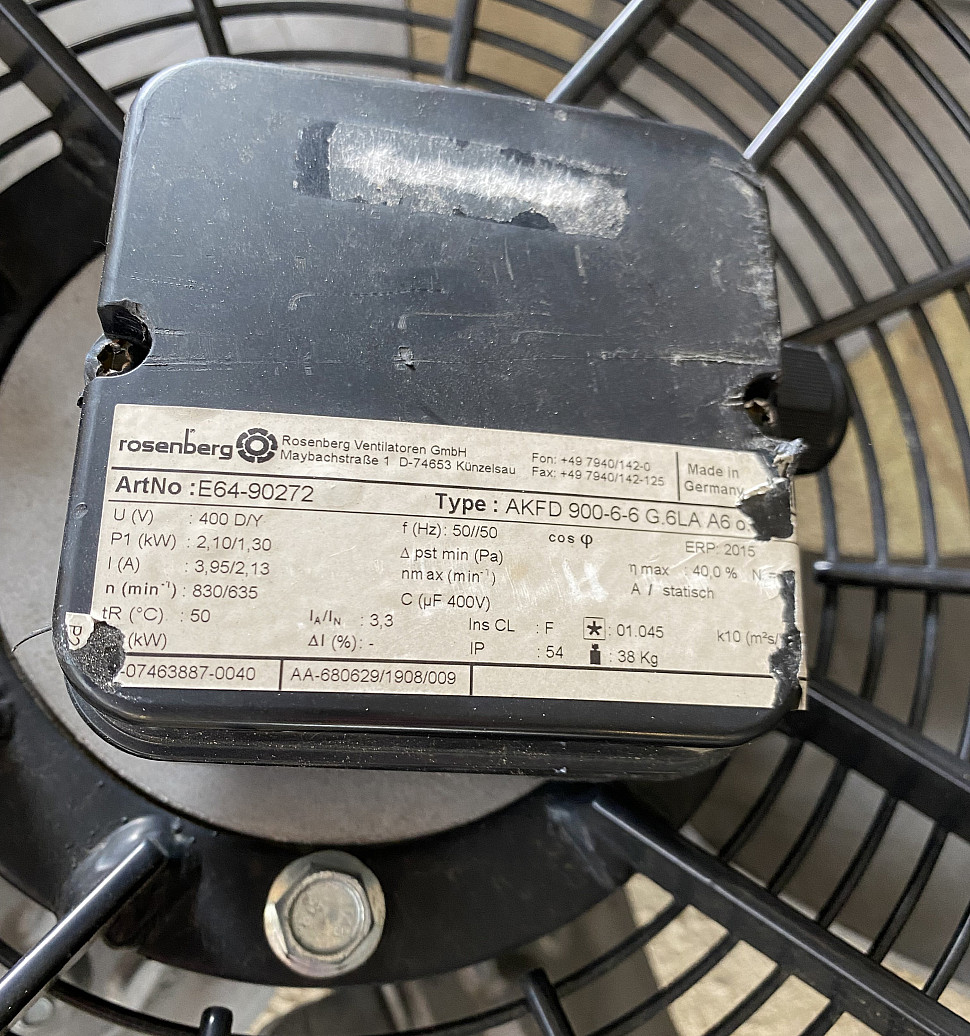 rosenberg Rosenberg Ventilatoren GmbH
Maybachstraße 1 D-74653 Künzelsau
Fon: +49 7940/142-0
Fax: +49 7940/142-125
Made in
Germany
ArtNo : E64-90272 Type : AKFD 900-6-6 G.6LA A6 o.
U (V) : 400 D/Y f (Hz): 50//50 cos φ ERP: 2015
P1 (kW) : 2,10/1,30 Δ pst min (Pa) η max : 40,0 % N =
I (A) : 3,95/2,13 nmax (min⁻¹) A / statisch
n (min⁻¹) : 830/635 C (µF 400V)
tR (°C) : 50 IA/IN : 3,3 Ins CL : F * : 01.045 k10 (m²s/
P2 (kW) ΔI (%): - IP : 54 : 38 Kg
-07463887-0040 AA-680629/1908/009